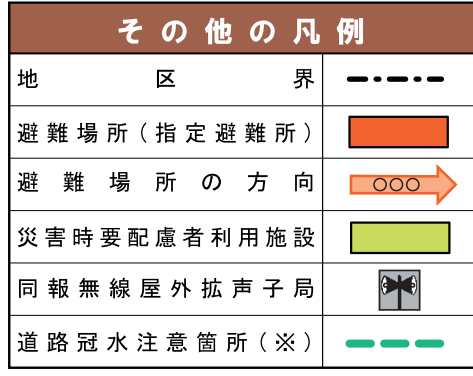 その他の凡例
地区界
避難場所(指定避難所)
避難場所の方向
○○○
災害時要配慮者利用施設
同報無線屋外拡声子局
道路冠水注意箇所(※)